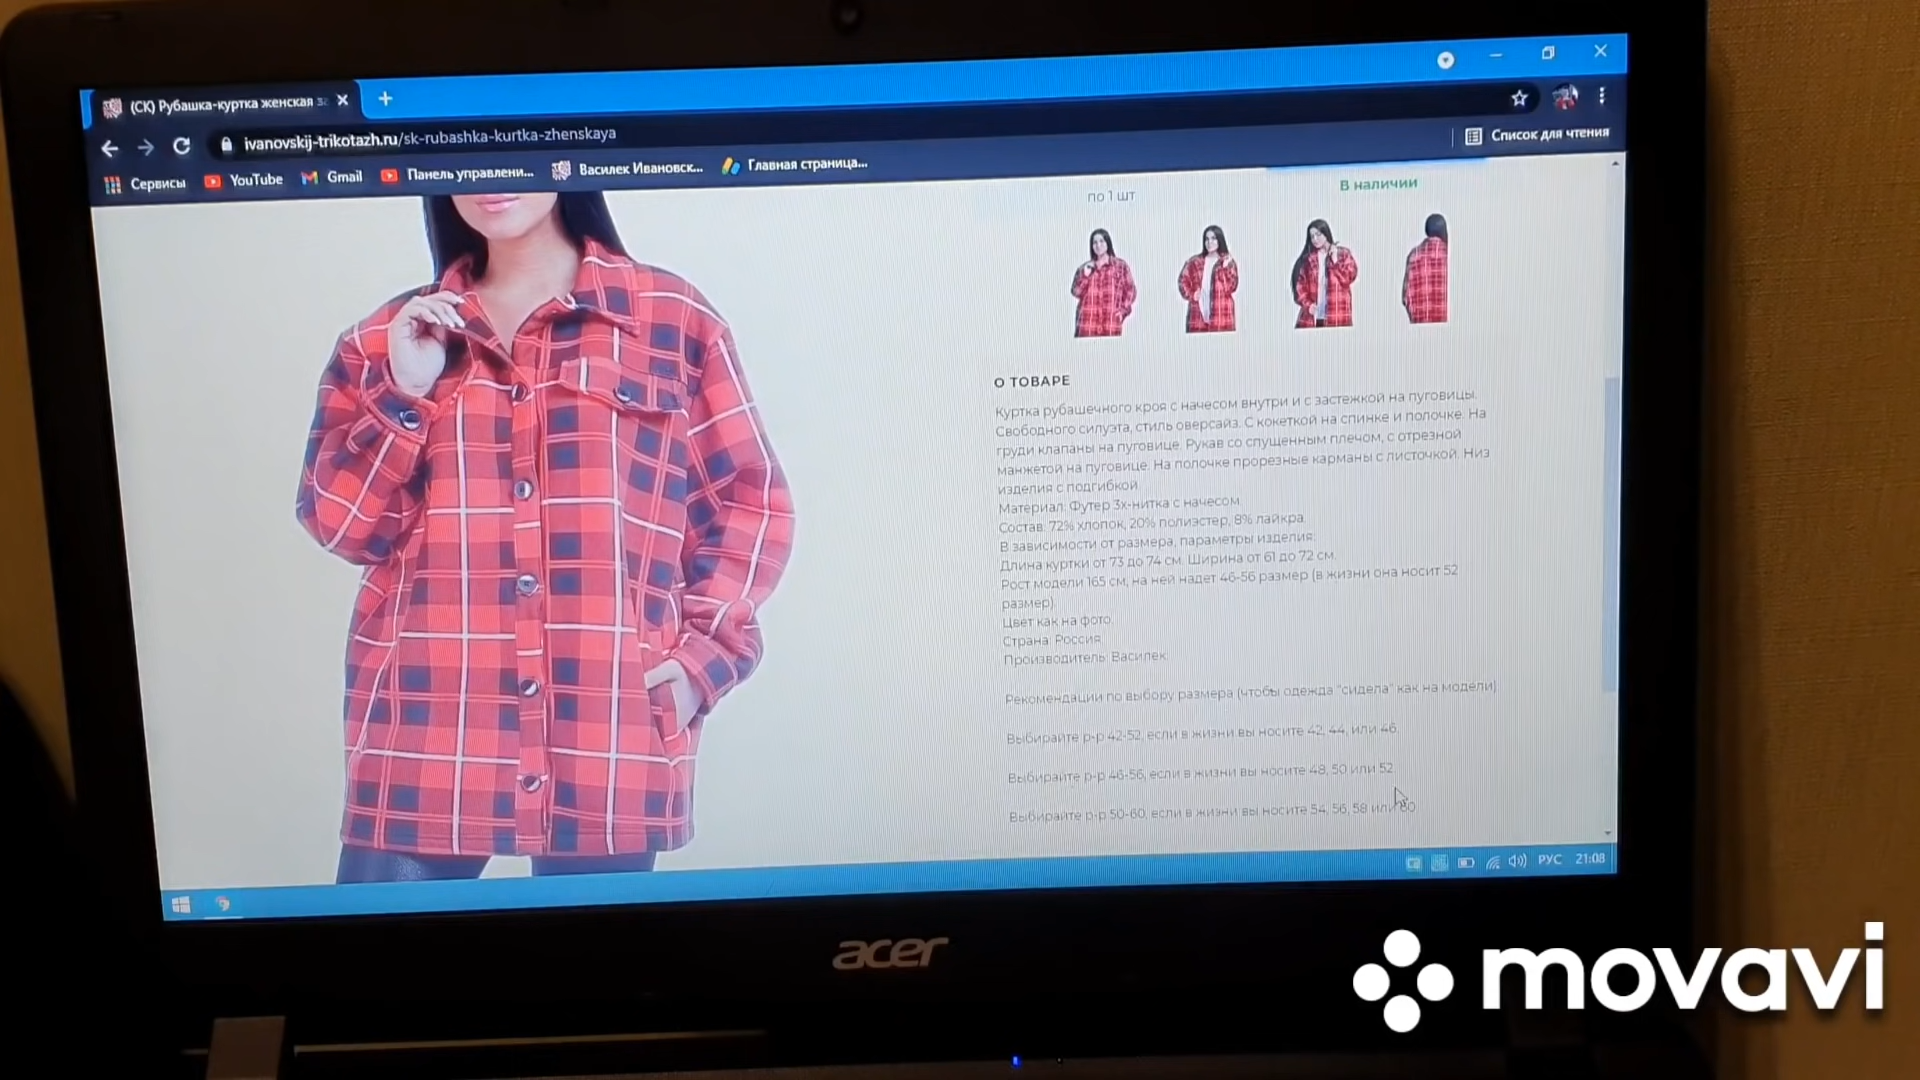 (СК) Рубашка-куртка женская
ivanovskij-trikotazh.ru/sk-rubashka-kurtka-zhenskaya
Список для чтения
Сервисы
YouTube
Gmail
Панель управлени...
Василек Ивановск...
Главная страница...
по 1 шт
В наличии
О ТОВАРЕ
Куртка рубашечного кроя с начесом внутри и с застежкой на пуговицы.
Свободного силуэта, стиль оверсайз. С кокеткой на спинке и полочке. На
груди клапаны на пуговице. Рукав со спущенным плечом, с отрезной
манжетой на пуговице. На полочке прорезные карманы с листочкой. Низ
изделия с подгибкой.
Материал: Футер 3х-нитка с начесом.
Состав: 72% хлопок, 20% полиэстер, 8% лайкра.
В зависимости от размера, параметры изделия:
Длина куртки от 73 до 74 см. Ширина от 61 до 72 см.
Рост модели 165 см, на ней надет 46-56 размер (в жизни она носит 52
размер).
Цвет как на фото.
Страна: Россия.
Производитель: Василек.
Рекомендации по выбору размера (чтобы одежда "сидела" как на модели)
Выбирайте р-р 42-52, если в жизни вы носите 42, 44, или 46.
Выбирайте р-р 46-56, если в жизни вы носите 48, 50 или 52.
Выбирайте р-р 50-60, если в жизни вы носите 54, 56, 58 или 60
РУС
21:08
acer
movavi